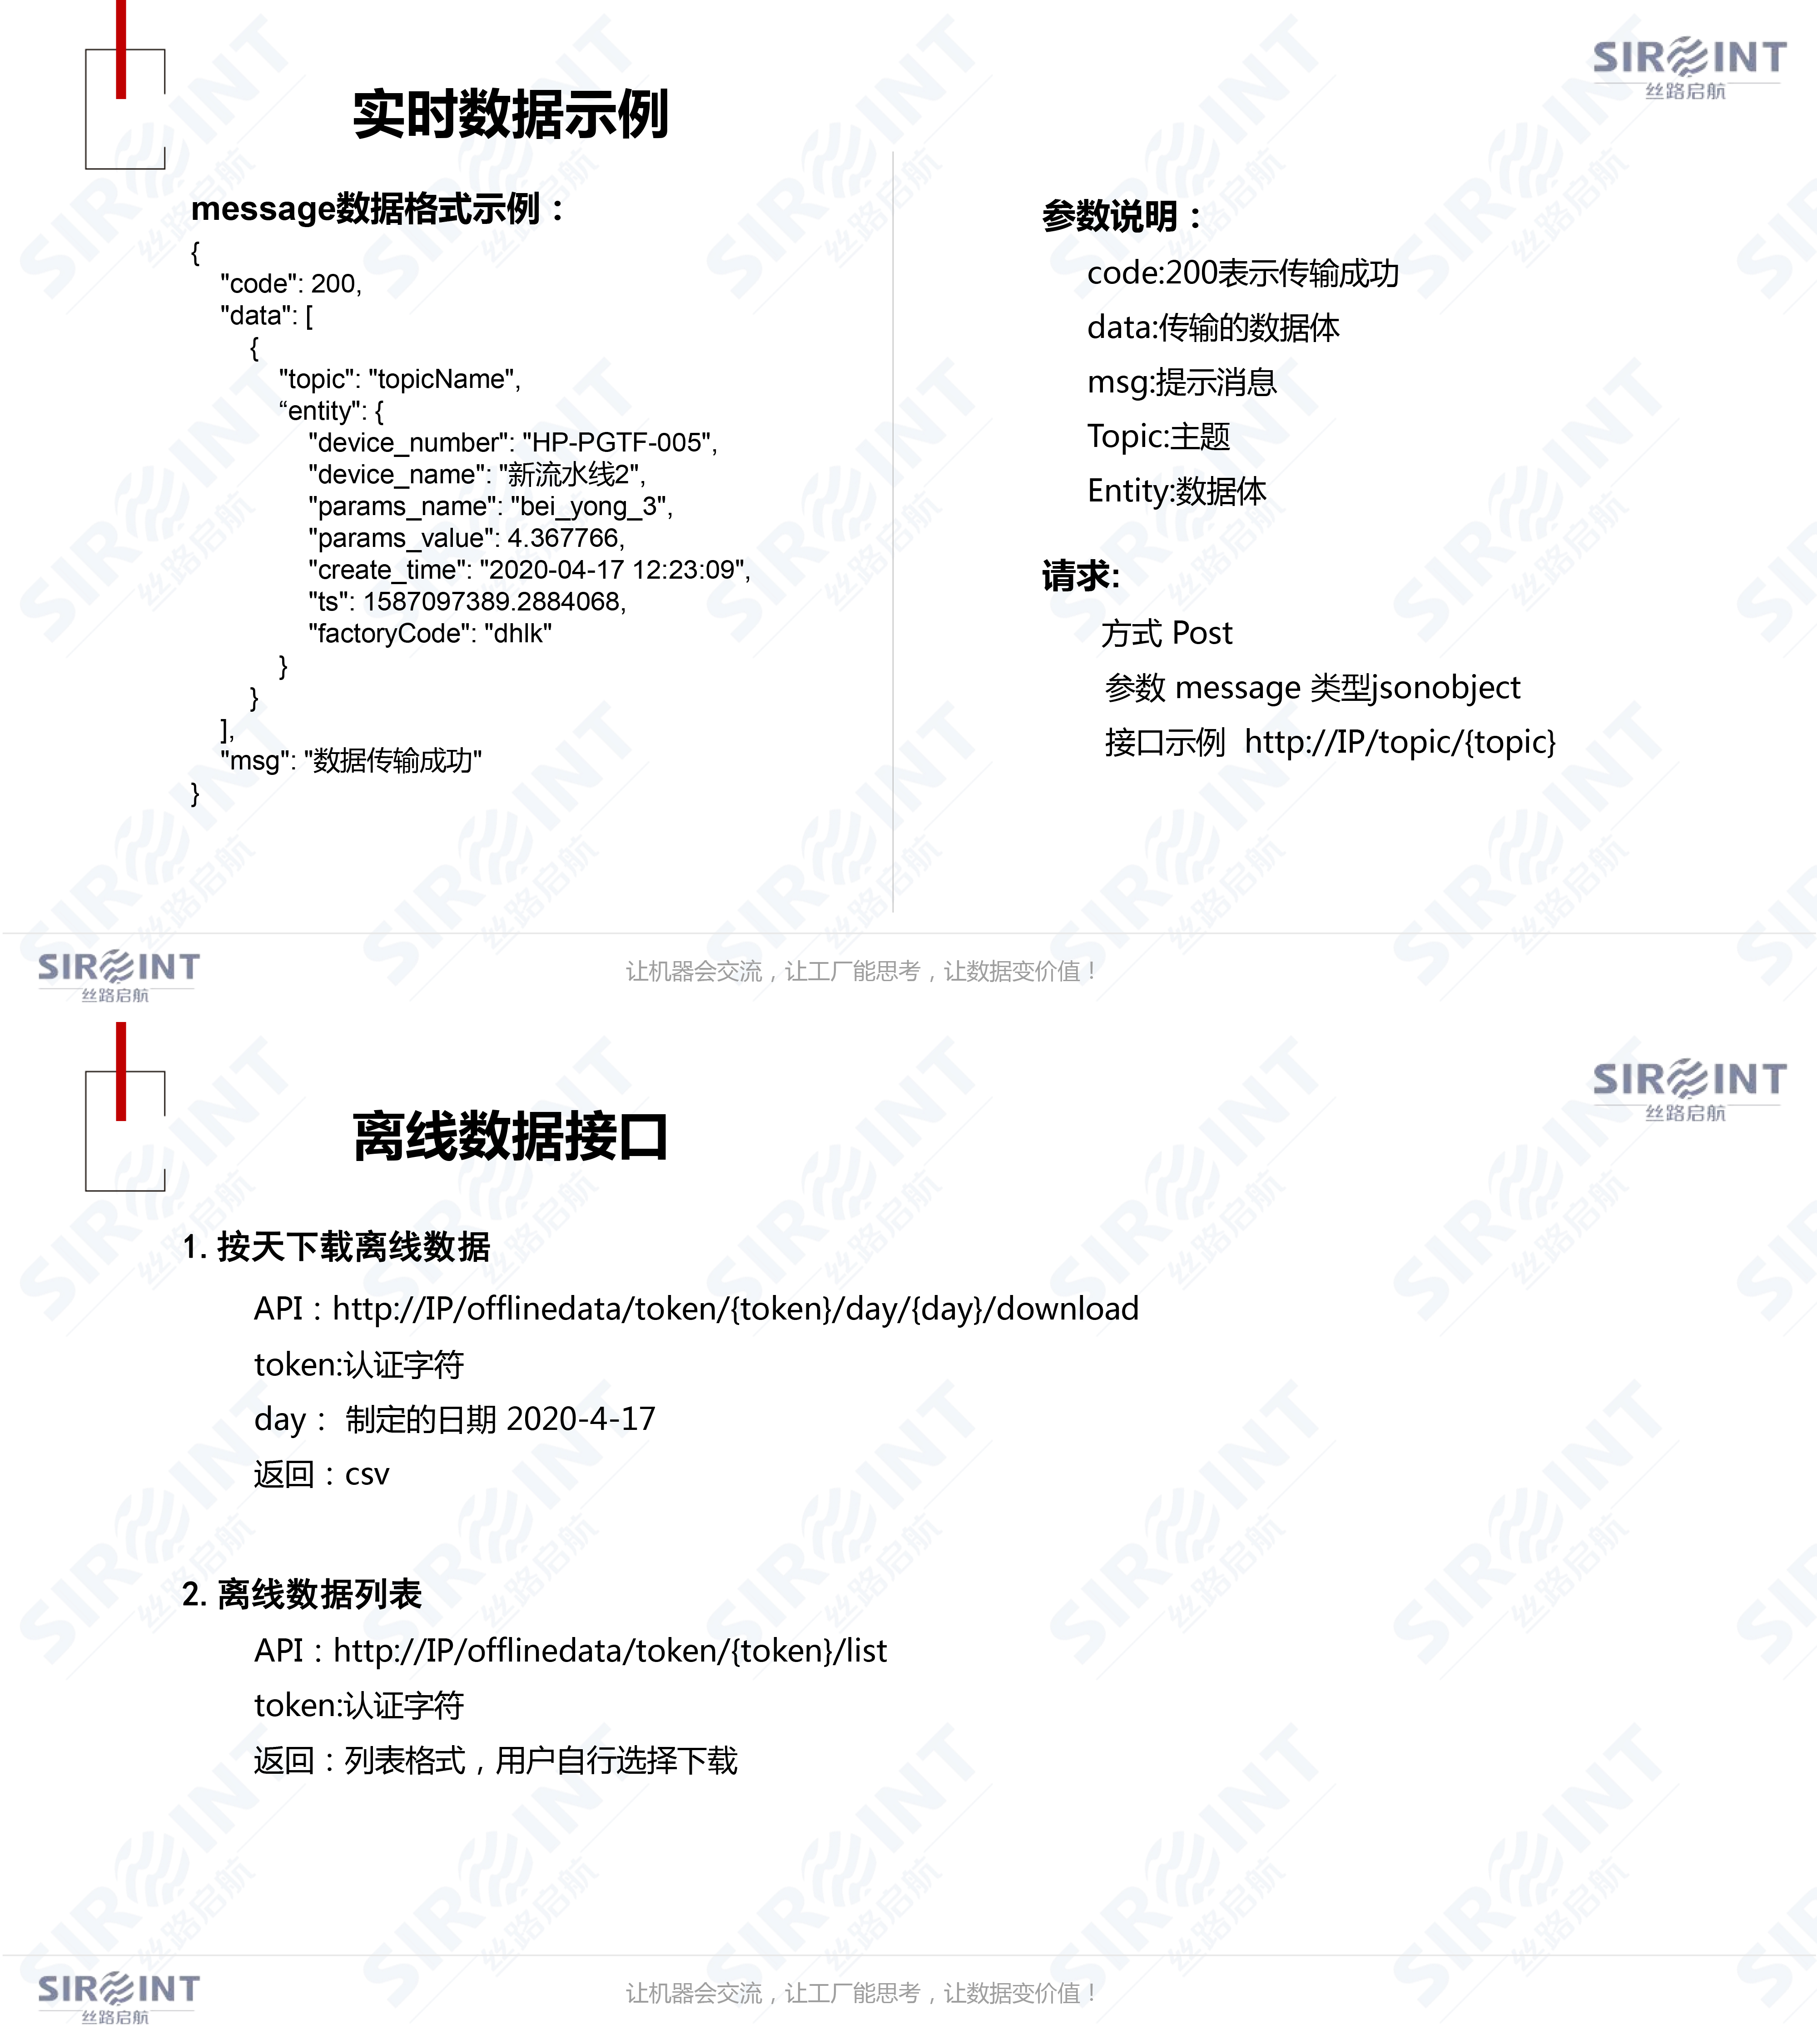 实时数据示例
SIROINT
丝路启航
message数据格式示例：
{
"code": 200,
"data": [
{
"topic": "topicName",
“entity": {
"device_number": "HP-PGTF-005",
"device_name": "新流水线2",
"params_name": "bei_yong_3",
"params_value": 4.367766,
"create_time": "2020-04-17 12:23:09",
"ts": 1587097389.2884068,
"factoryCode": "dhlk"
}
}
],
"msg": "数据传输成功"
}
参数说明：
code:200表示传输成功
data:传输的数据体
msg:提示消息
Topic:主题
Entity:数据体
请求:
方式 Post
参数 message 类型jsonobject
接口示例 http://IP/topic/{topic}
SIROINT
丝路启航
让机器会交流，让工厂能思考，让数据变价值！
离线数据接口
SIROINT
丝路启航
1.按天下载离线数据
API：http://IP/offlinedata/token/{token}/day/{day}/download
token:认证字符
day： 制定的日期 2020-4-17
返回：csv
2.离线数据列表
API：http://IP/offlinedata/token/{token}/list
token:认证字符
返回：列表格式，用户自行选择下载
SIROINT
丝路启航
让机器会交流，让工厂能思考，让数据变价值！